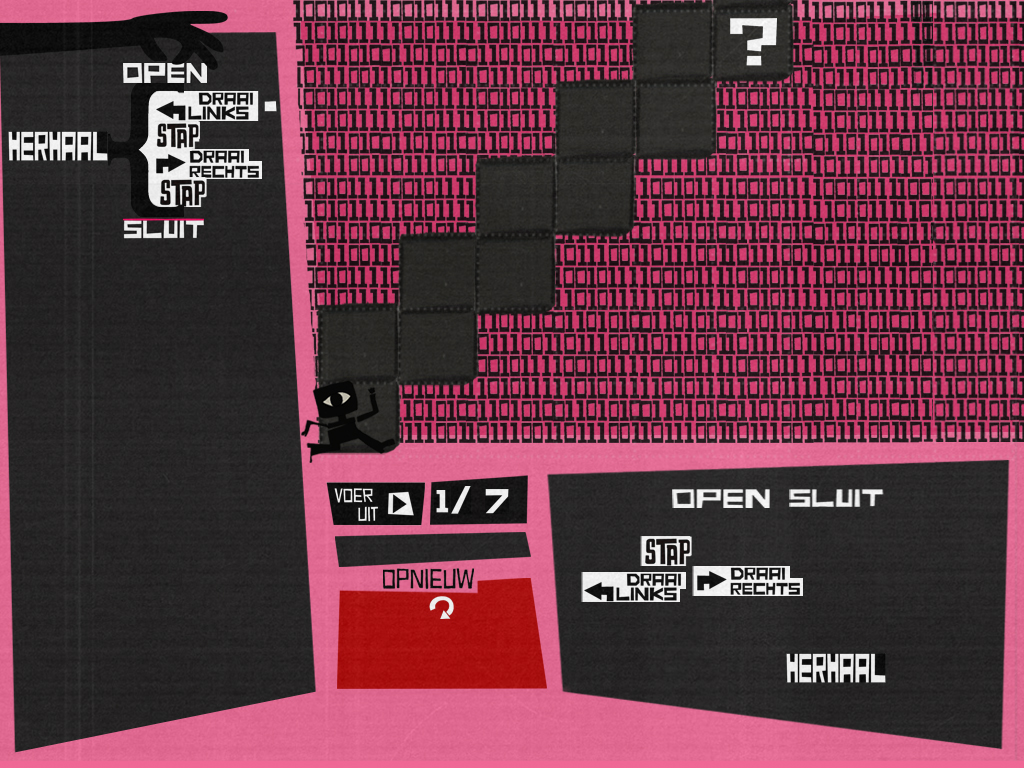 OPEN
HERHAAL
DRAAI
LINKS
STAP
DRAAI
RECHTS
STAP
SLUIT
?
VOER
UIT
1/7
OPNIEUW
OPEN SLUIT
STAP
DRAAI
LINKS
DRAAI
RECHTS
HERHAAL